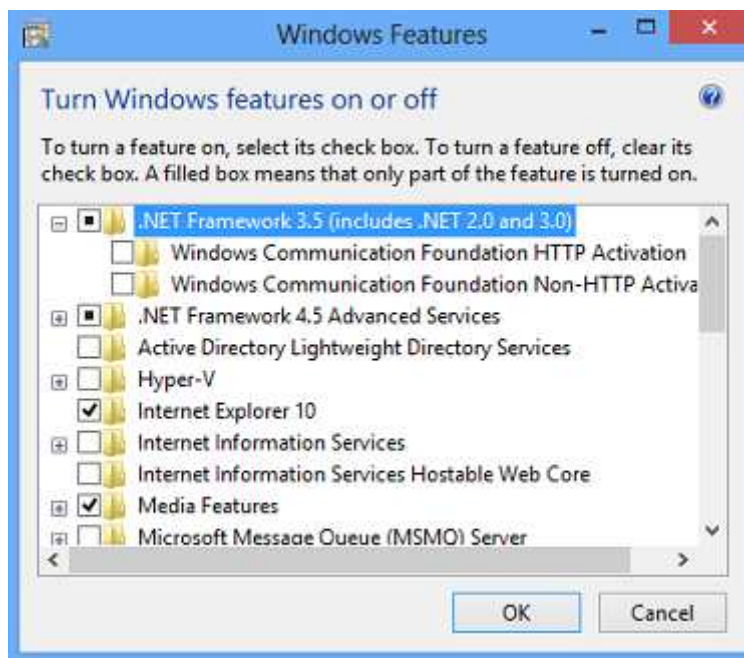 Windows Features
Turn Windows features on or off
To turn a feature on, select its check box. To turn a feature off, clear its
check box. A filled box means that only part of the feature is turned on.
.NET Framework 3.5 (includes .NET 2.0 and 3.0)
Windows Communication Foundation HTTP Activation
Windows Communication Foundation Non-HTTP Activa
.NET Framework 4.5 Advanced Services
Active Directory Lightweight Directory Services
Hyper-V
Internet Explorer 10
Internet Information Services
Internet Information Services Hostable Web Core
Media Features
Microsoft Message Queue (MSMQ) Server
OK Cancel